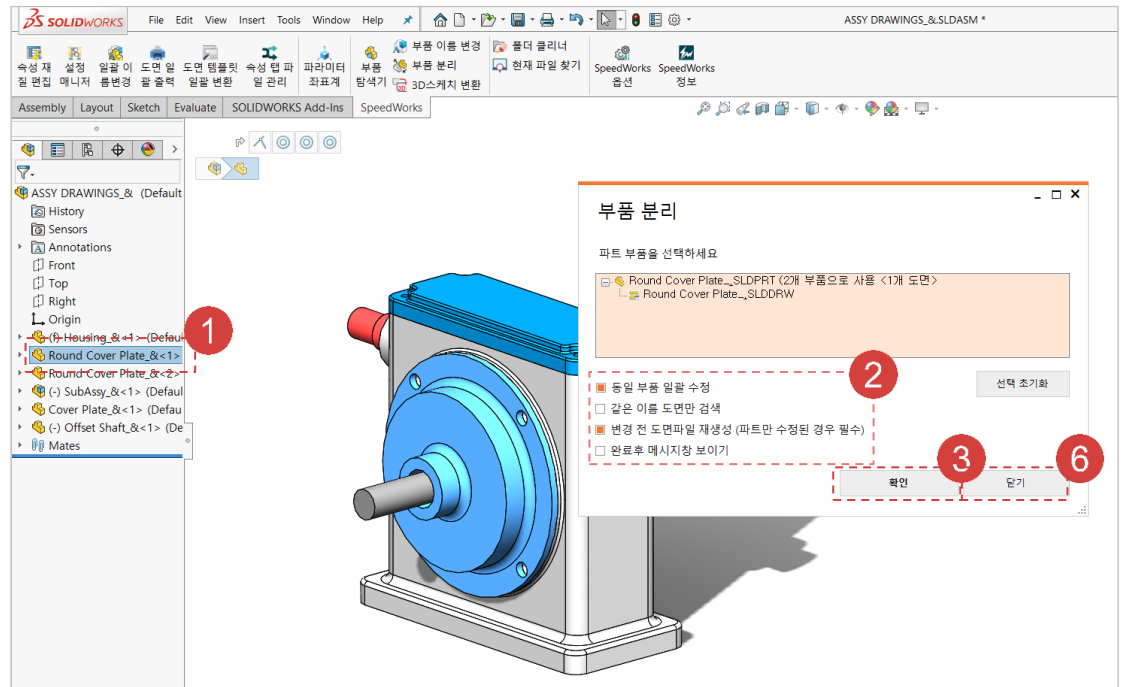 SOLIDWORKS File Edit View Insert Tools Window Help ASSY DRAWINGS_&.SLDASM *
속성 재질 편집
설정 매니저
일괄 이름변경
도면 일괄 출력
도면 템플릿 일괄 변환
속성 탭 파일 관리
파라미터 좌표계
부품 탐색기
부품 이름 변경
부품 분리
3D스케치 변환
폴더 클리너
현재 파일 찾기
SpeedWorks 옵션
SpeedWorks 정보
Assembly Layout Sketch Evaluate SOLIDWORKS Add-Ins SpeedWorks
ASSY DRAWINGS_& (Default
History
Sensors
Annotations
Front
Top
Right
Origin
(f) Housing_&<1> (Defaul
Round Cover Plate_&<1>
Round Cover Plate_&<2>
(-) SubAssy_&<1> (Defaul
Cover Plate_&<1> (Defau
(-) Offset Shaft_&<1> (De
Mates
1
부품 분리
파트 부품을 선택하세요
Round Cover Plate_._SLDPRT (2개 부품으로 사용 <1개 도면>
Round Cover Plate_._SLDDRW
2
동일 부품 일괄 수정
선택 초기화
같은 이름 도면만 검색
변경 전 도면파일 재생성 (파트만 수정된 경우 필수)
완료후 메시지창 보이기
3
6
확인
닫기